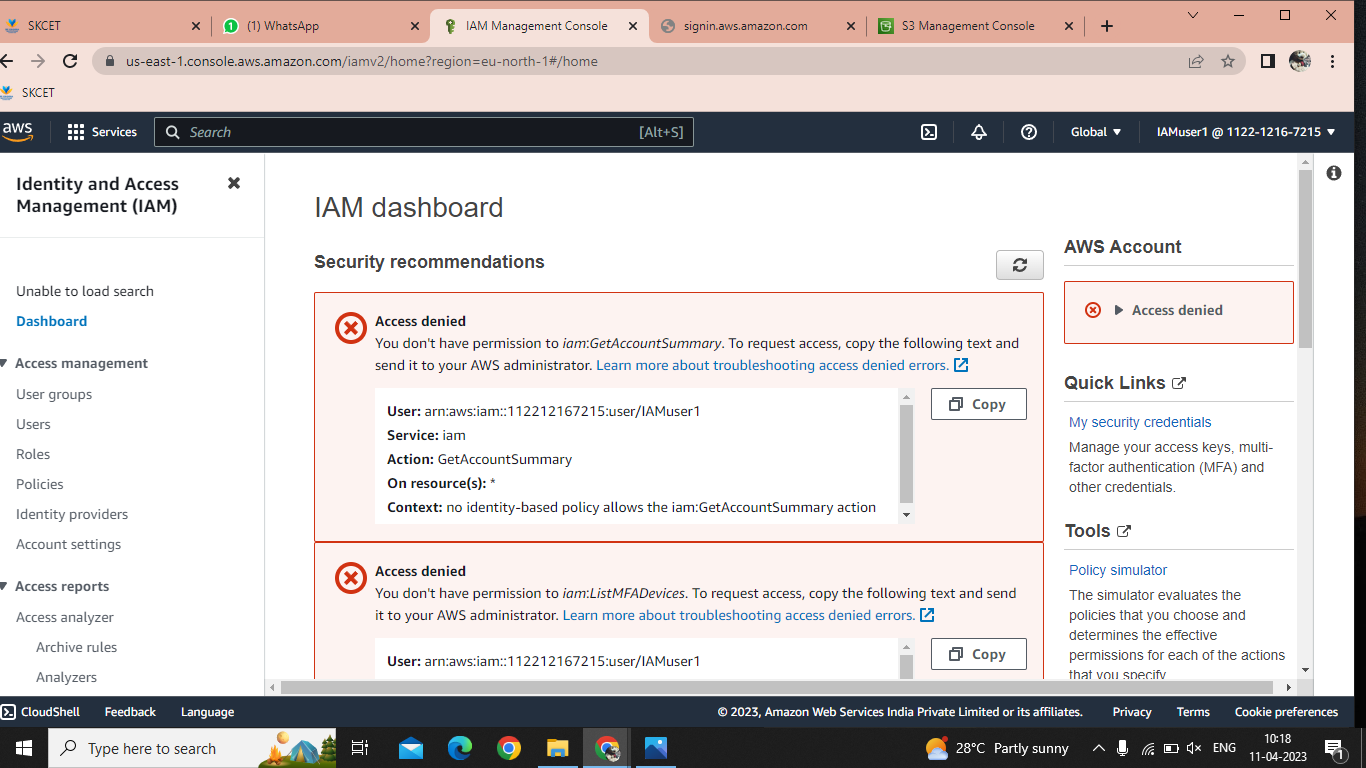 SKCET
(1) WhatsApp
IAM Management Console
signin.aws.amazon.com
S3 Management Console
us-east-1.console.aws.amazon.com/iamv2/home?region=eu-north-1#/home
SKCET
aws
Services
Search
[Alt+S]
Global
IAMuser1 @ 1122-1216-7215
Identity and Access
Management (IAM)
Unable to load search
Dashboard
Access management
User groups
Users
Roles
Policies
Identity providers
Account settings
Access reports
Access analyzer
Archive rules
Analyzers
IAM dashboard
Security recommendations
Access denied
You don't have permission to iam:GetAccountSummary. To request access, copy the following text and
send it to your AWS administrator. Learn more about troubleshooting access denied errors.
User: arn:aws:iam::112212167215:user/IAMuser1
Service: iam
Action: GetAccountSummary
On resource(s): *
Context: no identity-based policy allows the iam:GetAccountSummary action
Copy
Access denied
You don't have permission to iam:ListMFADevices. To request access, copy the following text and send
it to your AWS administrator. Learn more about troubleshooting access denied errors.
User: arn:aws:iam::112212167215:user/IAMuser1
Copy
AWS Account
Access denied
Quick Links
My security credentials
Manage your access keys, multi-
factor authentication (MFA) and
other credentials.
Tools
Policy simulator
The simulator evaluates the
policies that you choose and
determines the effective
permissions for each of the actions
that you specify
CloudShell
Feedback
Language
© 2023, Amazon Web Services India Private Limited or its affiliates.
Privacy
Terms
Cookie preferences
Type here to search
28°C Partly sunny
ENG
10:18
11-04-2023
1